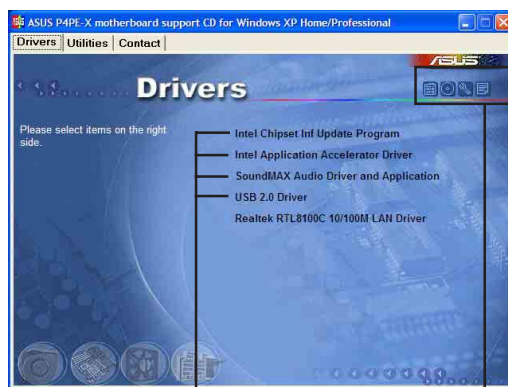 ASUS P4PE-X motherboard support CD for Windows XP Home/Professional
Drivers Utilities Contact
ASUS
Drivers
Please select items on the right
side.
Intel Chipset Inf Update Program
Intel Application Accelerator Driver
SoundMAX Audio Driver and Application
USB 2.0 Driver
Realtek RTL8100C 10/100M LAN Driver